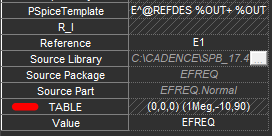 PSpiceTemplate E^@REFDES %OUT+ %OUT
R_I
Reference E1
Source Library C:\CADENCE\SPB_17.4 ...
Source Package EFREQ
Source Part EFREQ.Normal
TABLE (0,0,0) (1Meg,-10,90)
Value EFREQ